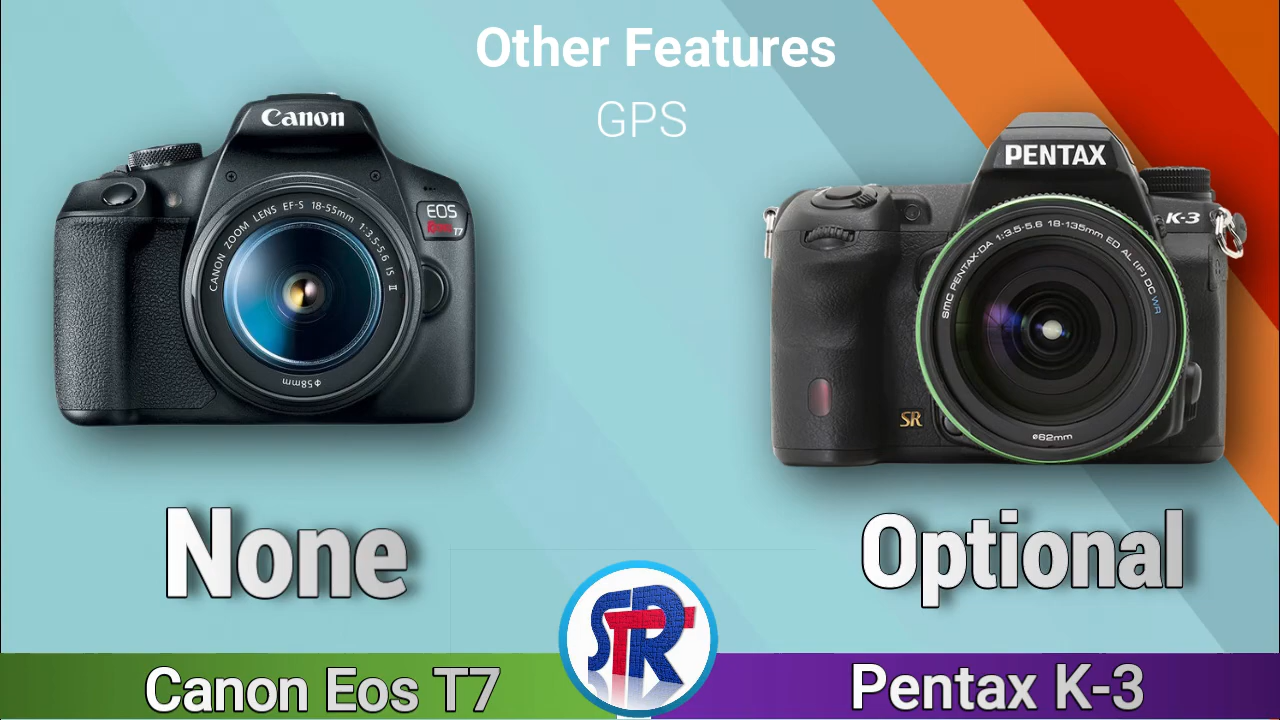 Other Features
GPS
Canon
EOS
Rebel T7
CANON ZOOM LENS EF-S 18-55mm 1:3.5-5.6 IS II
ϕ58mm
PENTAX
K-3
SMC PENTAX-DA 1:3.5-5.6 18-135mm ED AL [IF] DC WR
SR
ø62mm
None
Optional
STR
Canon Eos T7
Pentax K-3